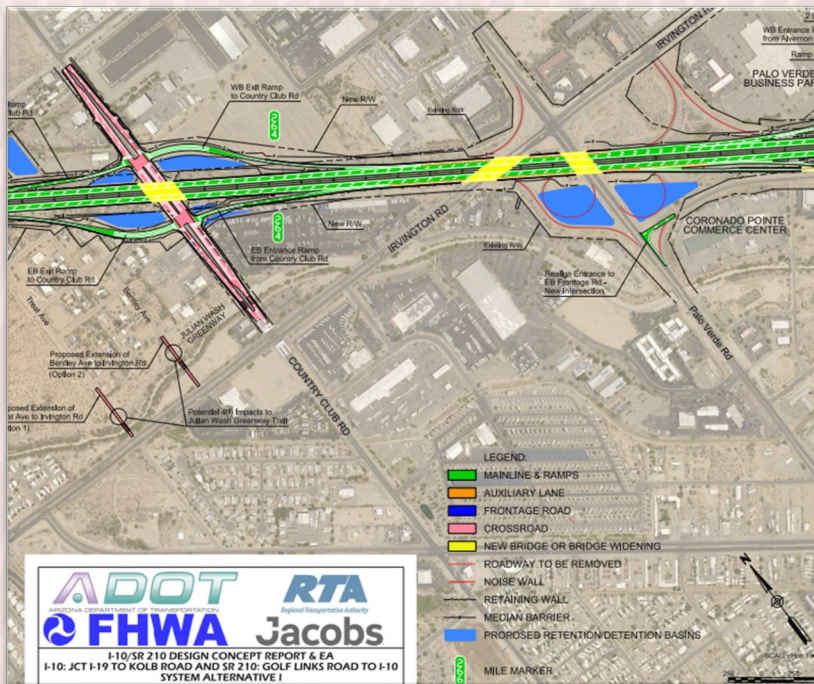 IRVINGTON RD
WB Entrance
from Alvernon
Ramp
PALO VERDE
BUSINESS PAR
WB Exit Ramp
to Country Club Rd
New R/W
Existing R/W
264
Ramp
Club Rd
264
New R/W
EB Entrance Ramp
from Country Club Rd
IRVINGTON RD
Existing R/W
CORONADO POINTE
COMMERCE CENTER
EB Exit Ramp
to Country Club Rd
Realign Entrance to
EB Frontage Rd -
New Intersection
Treat Ave
Bentley Ave
JULIAN WASH
GREENWAY
Palo Verde Rd
Proposed Extension of
Bentley Ave to Irvington Rd
(Option 2)
COUNTRY CLUB RD
posed Extension of
at Ave to Irvington Rd
tion 1)
Potential 4(f) Impacts to
Julian Wash Greenway Trail
LEGEND:
MAINLINE & RAMPS
AUXILIARY LANE
FRONTAGE ROAD
CROSSROAD
NEW BRIDGE OR BRIDGE WIDENING
ROADWAY TO BE REMOVED
NOISE WALL
RETAINING WALL
MEDIAN BARRIER
PROPOSED RETENTION/DETENTION BASINS
MILE MARKER
N
ADOT
ARIZONA DEPARTMENT OF TRANSPORTATION
RTA
Regional Transportation Authority
FHWA
Jacobs
I-10/SR 210 DESIGN CONCEPT REPORT & EA
I-10: JCT I-19 TO KOLB ROAD AND SR 210: GOLF LINKS ROAD TO I-10
SYSTEM ALTERNATIVE I